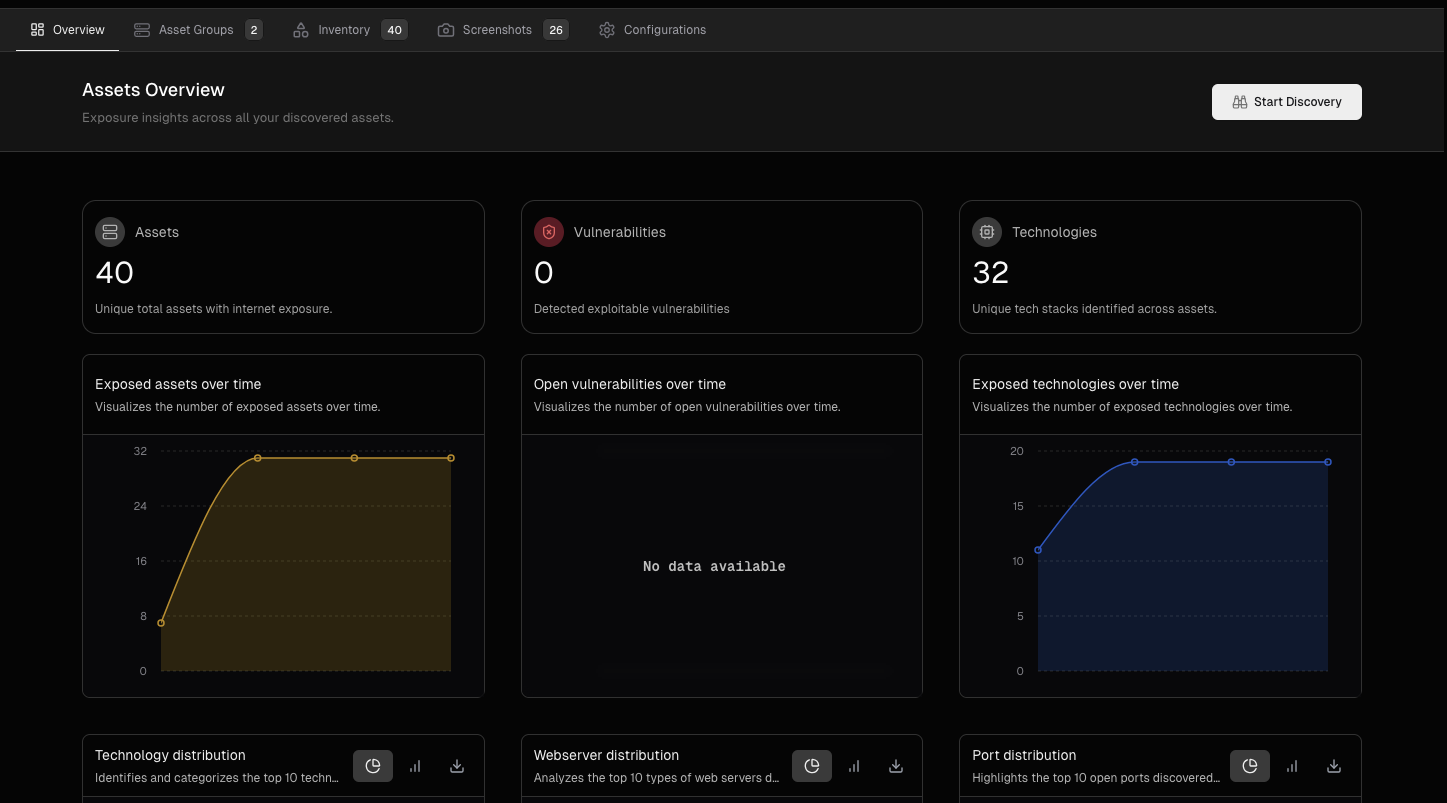 Overview
Asset Groups 2
Inventory 40
Screenshots 26
Configurations
Assets Overview
Exposure insights across all your discovered assets.
Start Discovery
Assets
40
Unique total assets with internet exposure.
Vulnerabilities
0
Detected exploitable vulnerabilities
Technologies
32
Unique tech stacks identified across assets.
Exposed assets over time
Visualizes the number of exposed assets over time.
32
24
16
8
0
Open vulnerabilities over time
Visualizes the number of open vulnerabilities over time.
No data available
Exposed technologies over time
Visualizes the number of exposed technologies over time.
20
15
10
5
0
Technology distribution
Identifies and categorizes the top 10 techn...
Webserver distribution
Analyzes the top 10 types of web servers d...
Port distribution
Highlights the top 10 open ports discovered...